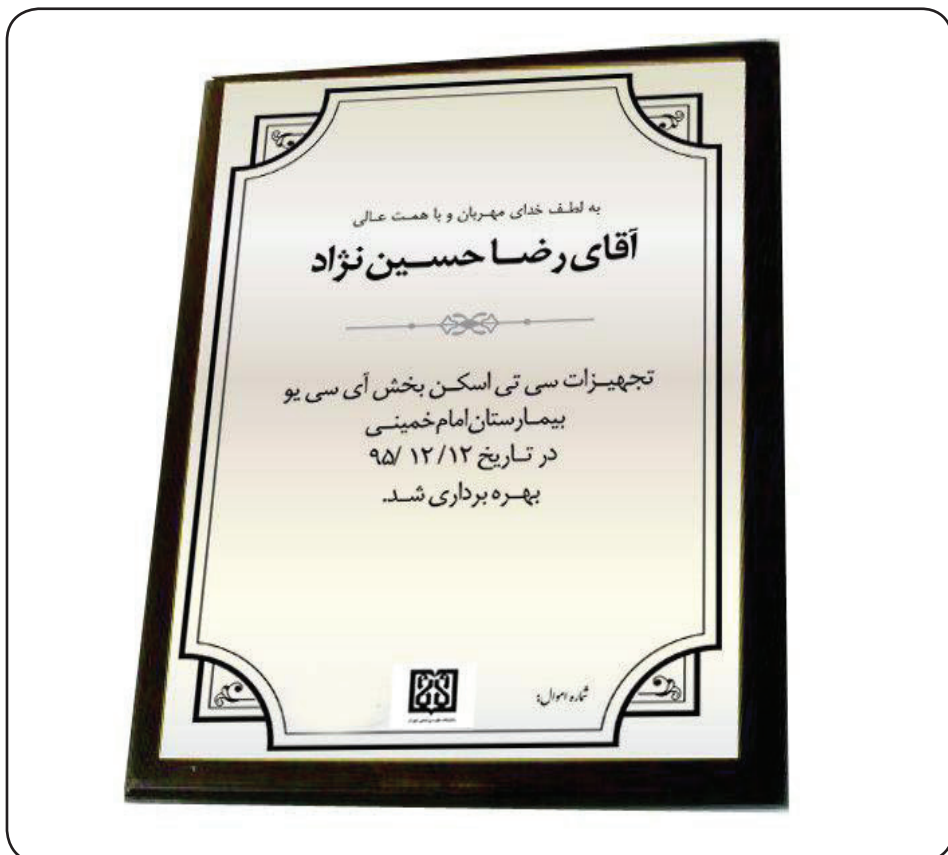 به لطف خدای مهربان و با همت عالی
آقای رضا حسین نژاد
تجهیزات سی تی اسکن بخش آی سی یو
بیمارستان امام خمینی
در تاریخ ۹۵/ ۱۲/ ۱۲
بهره برداری شد.
شماره اموال: